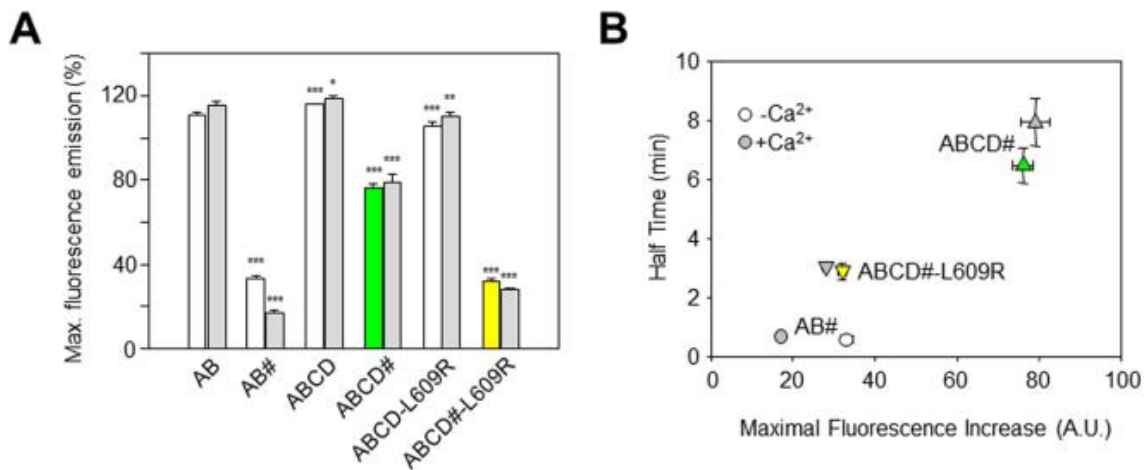 A
Max. fluorescence emission (%)
120
80
40
0
***
*
***
**
***
***
***
***
***
***
AB
AB#
ABCD
ABCD#
ABCD-L609R
ABCD#-L609R
B
Half Time (min)
10
8
6
4
2
0
-Ca²⁺
+Ca²⁺
ABCD#
ABCD#-L609R
AB#
0 20 40 60 80 100
Maximal Fluorescence Increase (A.U.)